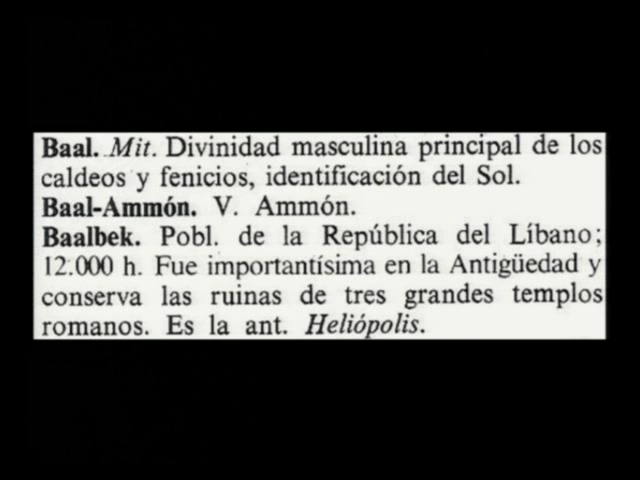 Baal. Mit. Divinidad masculina principal de los
caldeos y fenicios, identificación del Sol.
Baal-Ammón. V. Ammón.
Baalbek. Pobl. de la República del Líbano;
12.000 h. Fue importantísima en la Antigüedad y
conserva las ruinas de tres grandes templos
romanos. Es la ant. Heliópolis.